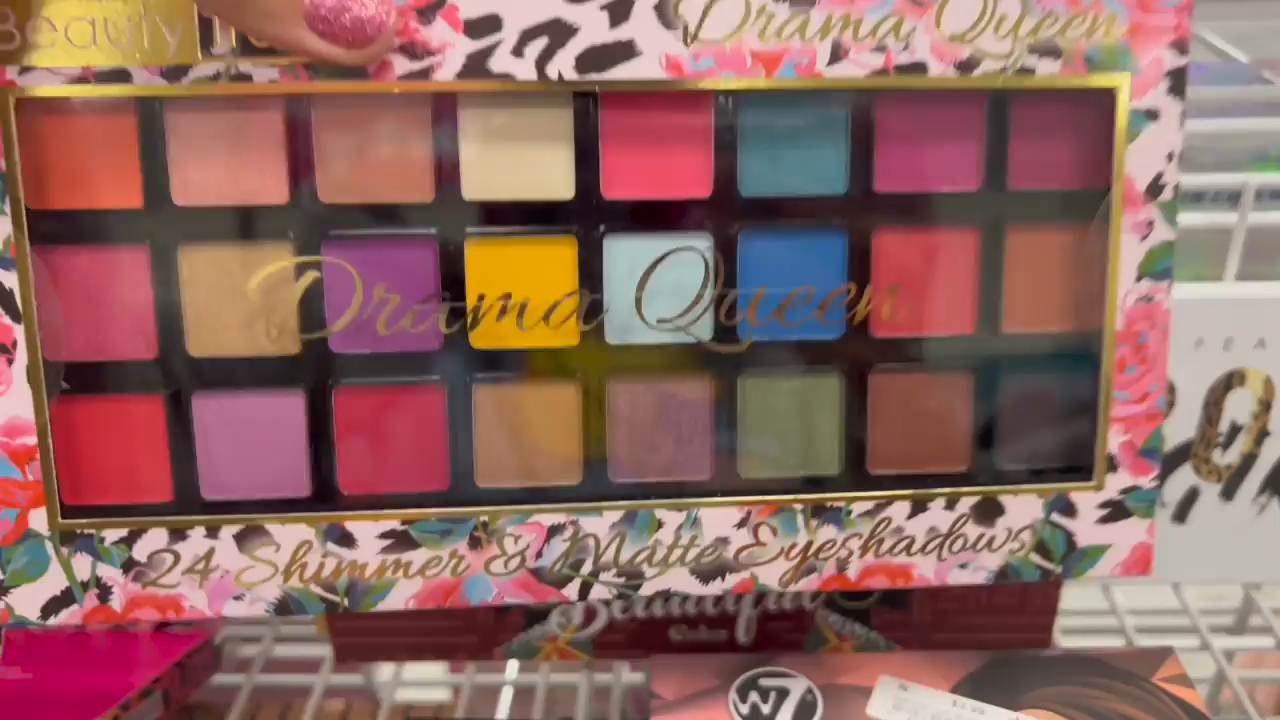 Beauty
Drama Queen
Drama Queen
24 Shimmer & Matte Eyeshadows
Beautiful
W7